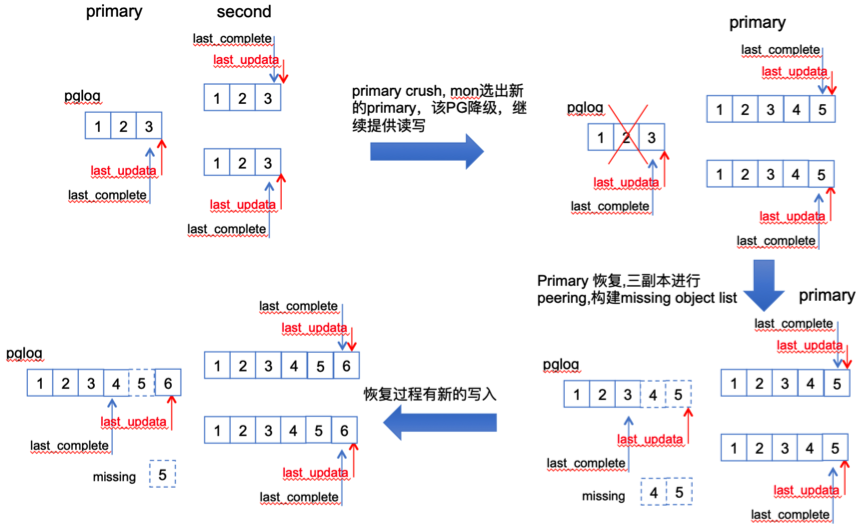 primary
second
last_complete
last_updata
pglog
1 2 3
1 2 3
last_updata
last_complete
1 2 3
last_updata
last_complete
primary crush, mon选出新
的primary，该PG降级，继
续提供读写
primary
last_complete
last_updata
pglog
1 2 3
1 2 3 4 5
last_updata
last_complete
1 2 3 4 5
last_updata
last_complete
Primary 恢复,三副本进行
peering,构建missing object list
primary
last_complete
last_updata
pglog
1 2 3 4 5
1 2 3 4 5
last_updata
last_complete
1 2 3 4 5
last_updata
last_complete
missing 4 5
恢复过程有新的写入
last_complete
last_updata
pglog
1 2 3 4 5 6
1 2 3 4 5 6
last_updata
last_complete
1 2 3 4 5 6
last_updata
last_complete
missing 5